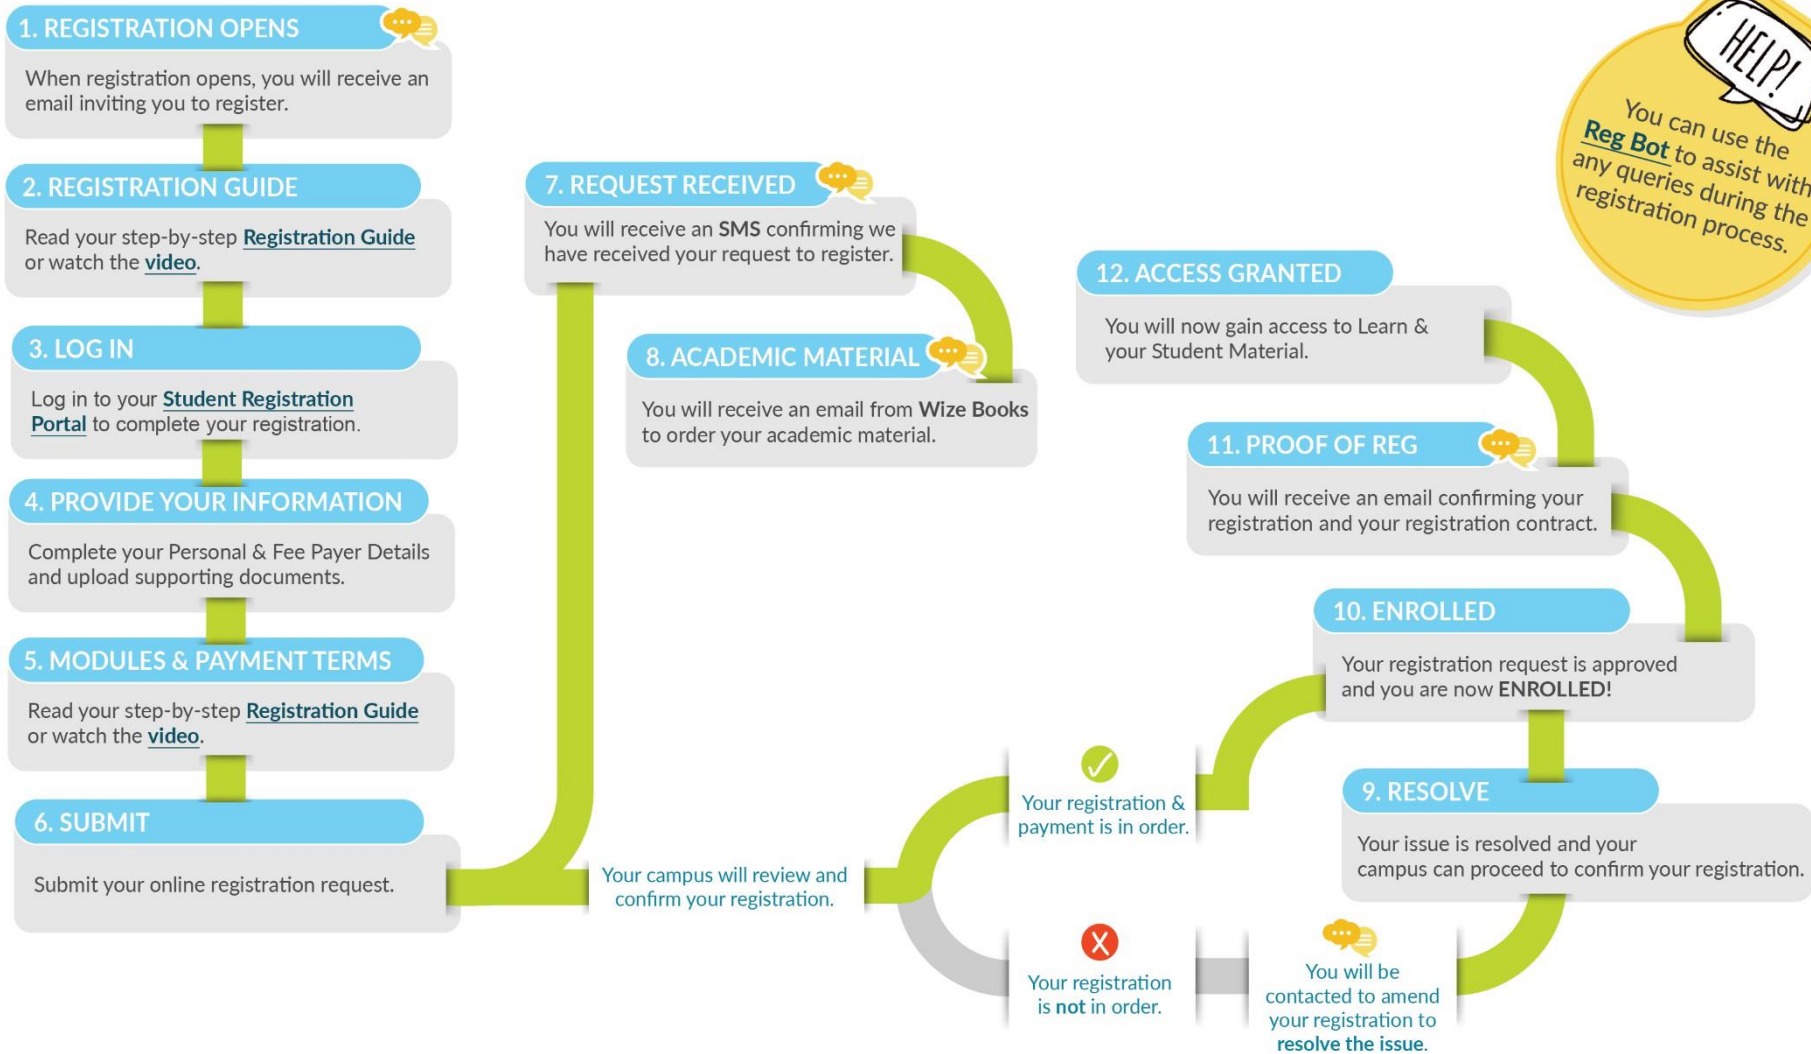 1. REGISTRATION OPENS
When registration opens, you will receive an
email inviting you to register.
2. REGISTRATION GUIDE
Read your step-by-step Registration Guide
or watch the video.
3. LOG IN
Log in to your Student Registration
Portal to complete your registration.
4. PROVIDE YOUR INFORMATION
Complete your Personal & Fee Payer Details
and upload supporting documents.
5. MODULES & PAYMENT TERMS
Read your step-by-step Registration Guide
or watch the video.
6. SUBMIT
Submit your online registration request.
7. REQUEST RECEIVED
You will receive an SMS confirming we
have received your request to register.
8. ACADEMIC MATERIAL
You will receive an email from Wize Books
to order your academic material.
Your campus will review and
confirm your registration.
Your registration &
payment is in order.
X
Your registration
is not in order.
You will be
contacted to amend
your registration to
resolve the issue.
9. RESOLVE
Your issue is resolved and your
campus can proceed to confirm your registration.
10. ENROLLED
Your registration request is approved
and you are now ENROLLED!
11. PROOF OF REG
You will receive an email confirming your
registration and your registration contract.
12. ACCESS GRANTED
You will now gain access to Learn &
your Student Material.
HELP!
You can use the
Reg Bot to assist with
any queries during the
registration process.